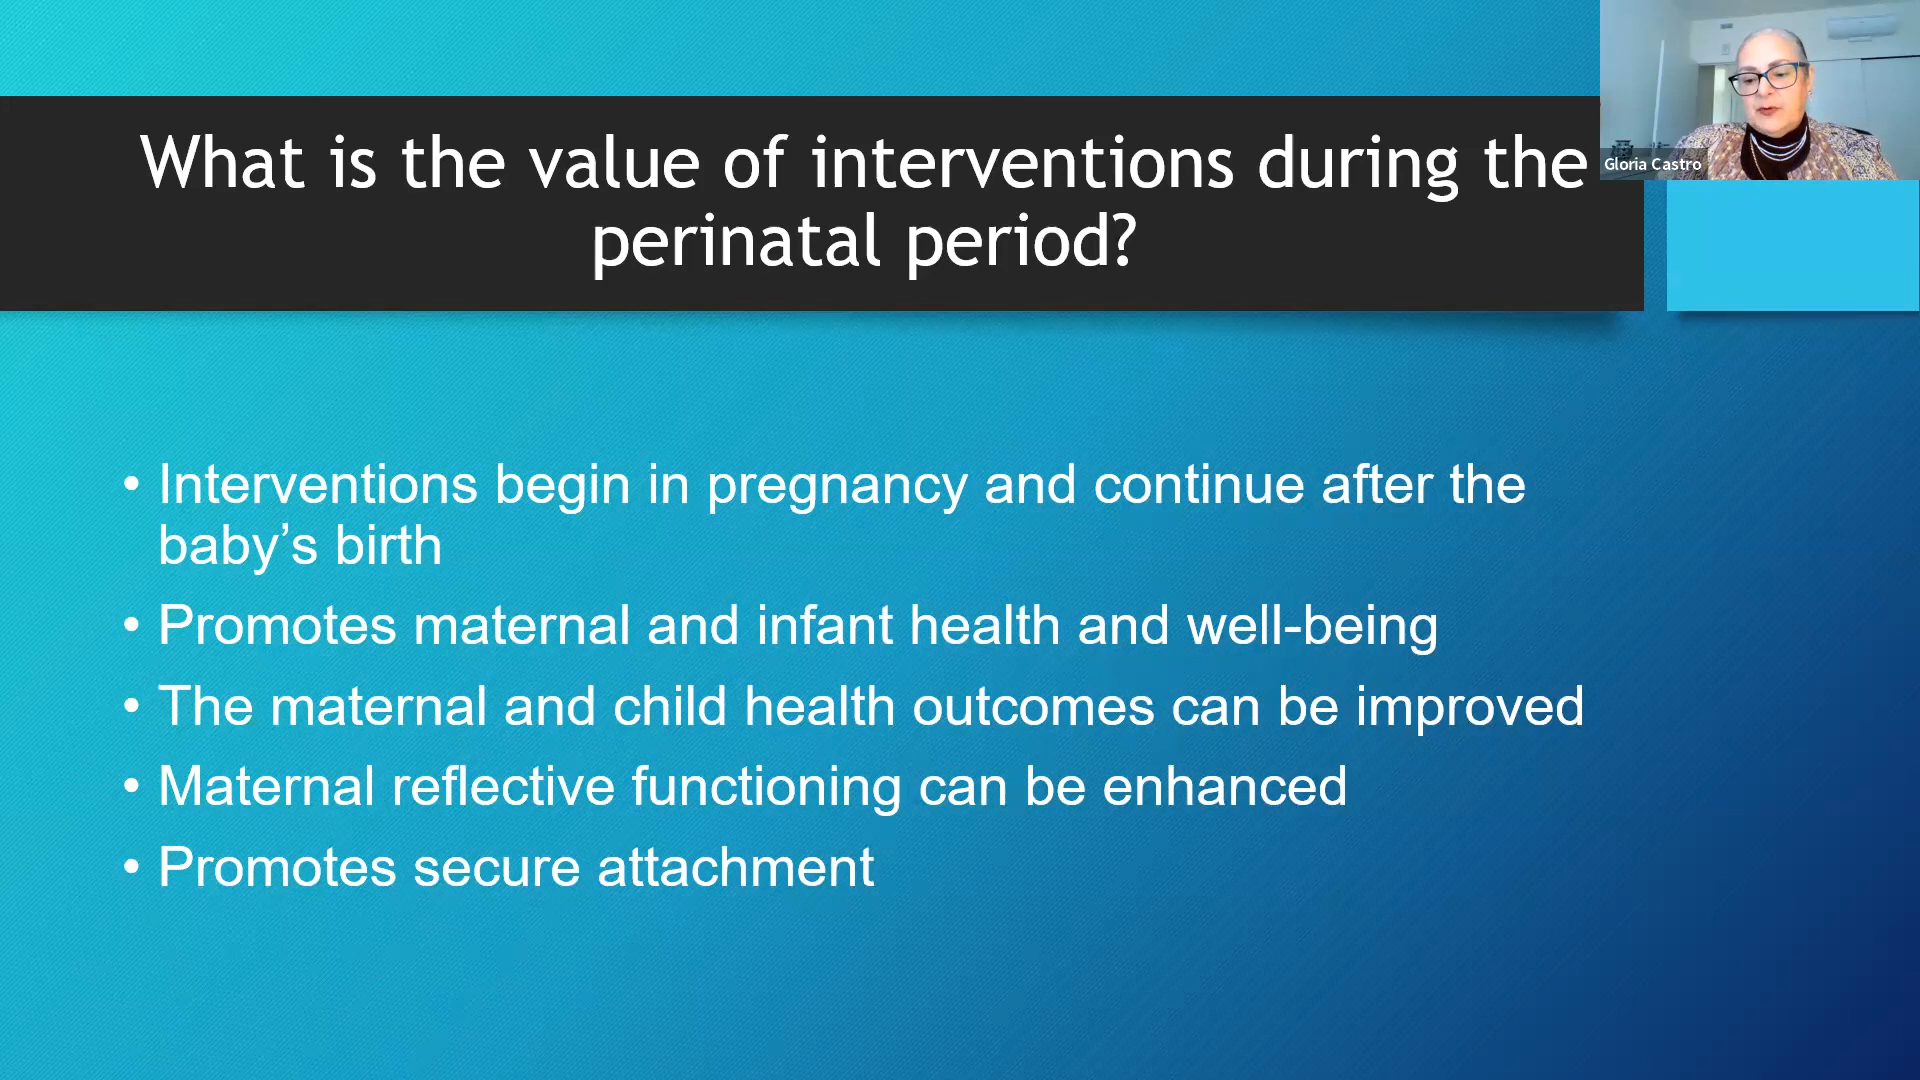 What is the value of interventions during the
perinatal period?
Gloria Castro
• Interventions begin in pregnancy and continue after the
baby’s birth
• Promotes maternal and infant health and well-being
• The maternal and child health outcomes can be improved
• Maternal reflective functioning can be enhanced
• Promotes secure attachment